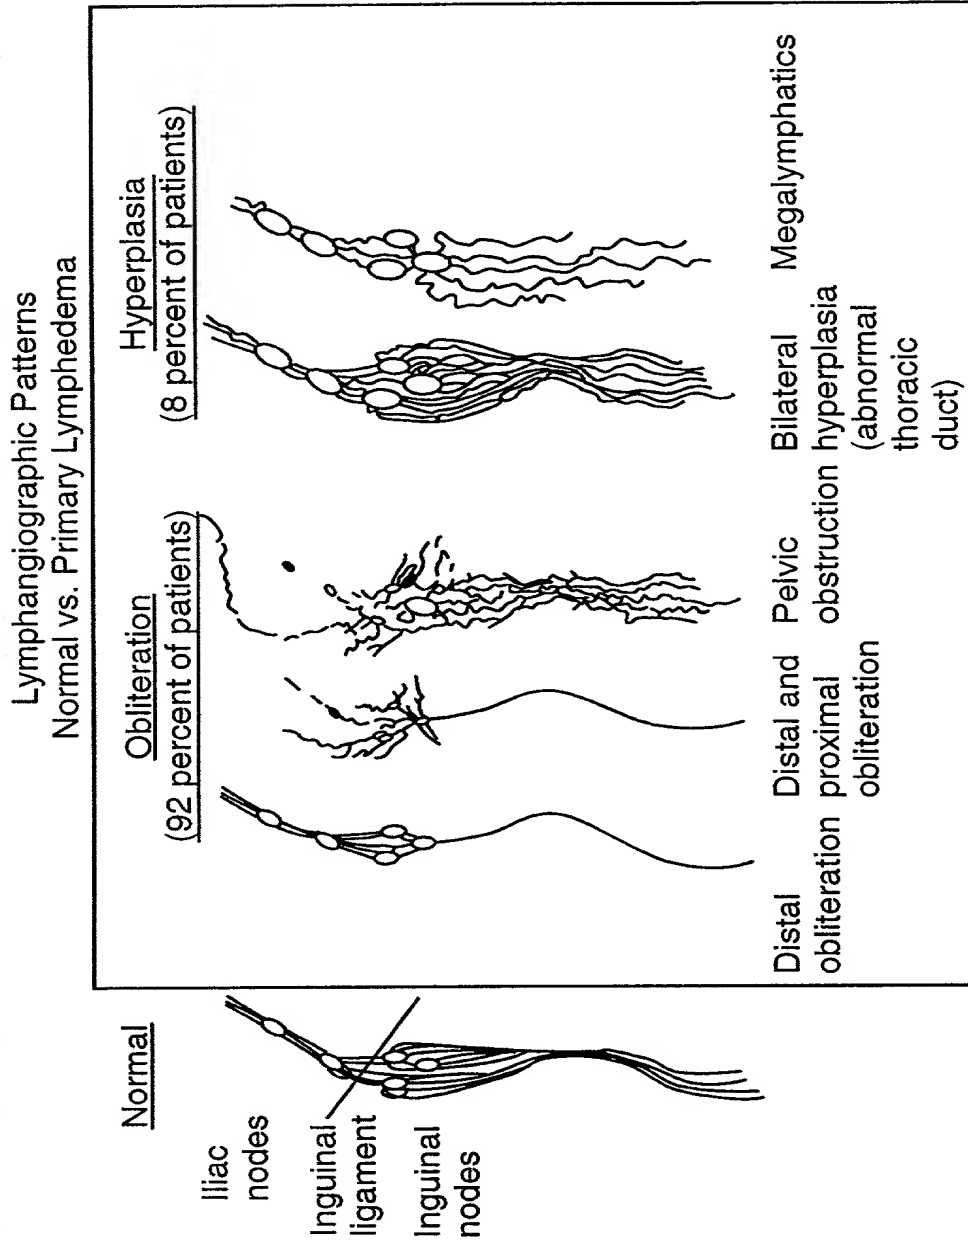 Lymphangiographic Patterns
Normal vs. Primary Lymphedema
Normal
Iliac
nodes
Inguinal
ligament
Inguinal
nodes
Obliteration
(92 percent of patients)
Hyperplasia
(8 percent of patients)
Distal
obliteration
Distal and
proximal
obliteration
Pelvic
obstruction
Bilateral
hyperplasia
(abnormal
thoracic
duct)
Megalymphatics